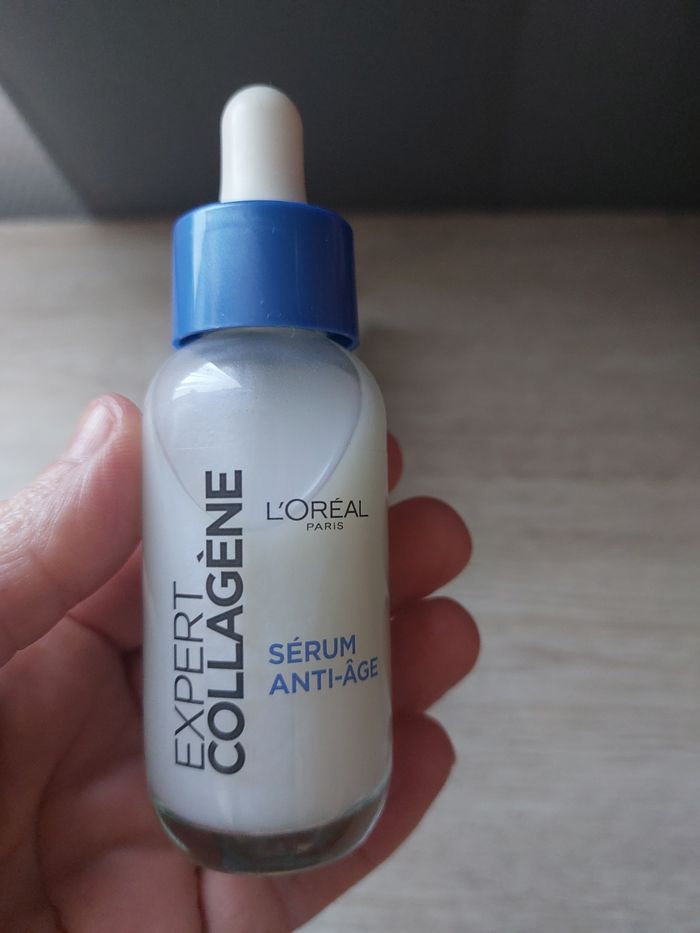 EXPERT
COLLAGÈNE
L'ORÉAL
PARIS
SÉRUM
ANTI-ÂGE